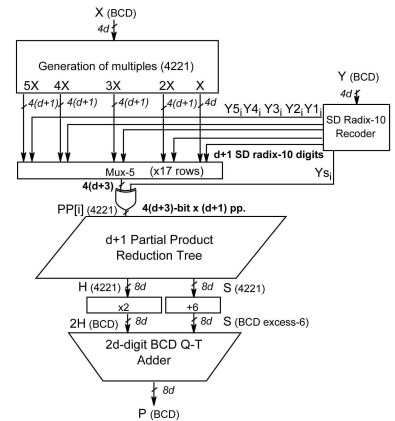 X (BCD)
4d
Generation of multiples (4221)
5X 4X 3X 2X X
4(d+1) 4(d+1) 4(d+1) 4(d+1) 4d
Y (BCD)
4d
Y5i Y4i Y3i Y2i Y1i
SD Radix-10
Recoder
d+1 SD radix-10 digits
Mux-5 (x17 rows)
Ysi
4(d+3)
PP[i] (4221)
4(d+3)-bit x (d+1) pp.
d+1 Partial Product
Reduction Tree
H (4221) 8d 8d S (4221)
x2 +6
2H (BCD) 8d 8d S (BCD excess-6)
2d-digit BCD Q-T
Adder
8d
P (BCD)